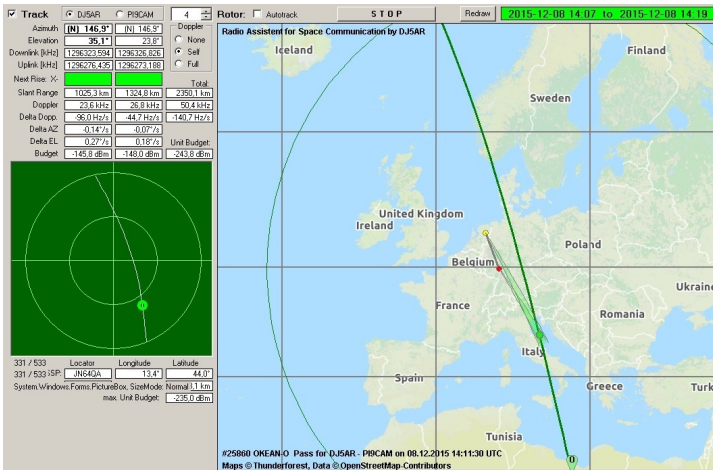 Track DJ5AR PI9CAM 4 Rotor: Autotrack STOP Redraw 2015-12-08 14:07 to 2015-12-08 14:19
Azimuth (N) 146,9° (N) 146,9° Doppler
Elevation 35,1° 23,8° None
Downlink [kHz] 1296323,594 1296326,826 Self
Uplink [kHz] 1296276,435 1296273,188 Full
Next Rise: X-
Total:
Slant Range 1025,3 km 1324,8 km 2350,1 km
Doppler 23,6 kHz 26,8 kHz 50,4 kHz
Delta Dopp. -96,0 Hz/s -44,7 Hz/s -140,7 Hz/s
Delta AZ -0,14°/s -0,07°/s
Delta EL 0,27°/s 0,18°/s Unit Budget:
Budget -145,8 dBm -148,0 dBm -243,8 dBm
331 / 533 Locator Longitude Latitude
331 / 533 SP: JN64QA 13,4° 44,0°
System.Windows.Forms.PictureBox, SizeMode: Normal ,1 km
max. Unit Budget: -235,0 dBm
Radio Assistent for Space Communication by DJ5AR
Iceland
Finland
Sweden
United Kingdom
Ireland
Poland
Belgium
Ukraine
France
Romania
Italy
Spain
Greece
Turk
Tunisia
0
#25860 OKEAN-O Pass for DJ5AR - PI9CAM on 08.12.2015 14:11:30 UTC
Maps © Thunderforest, Data © OpenStreetMap Contributors